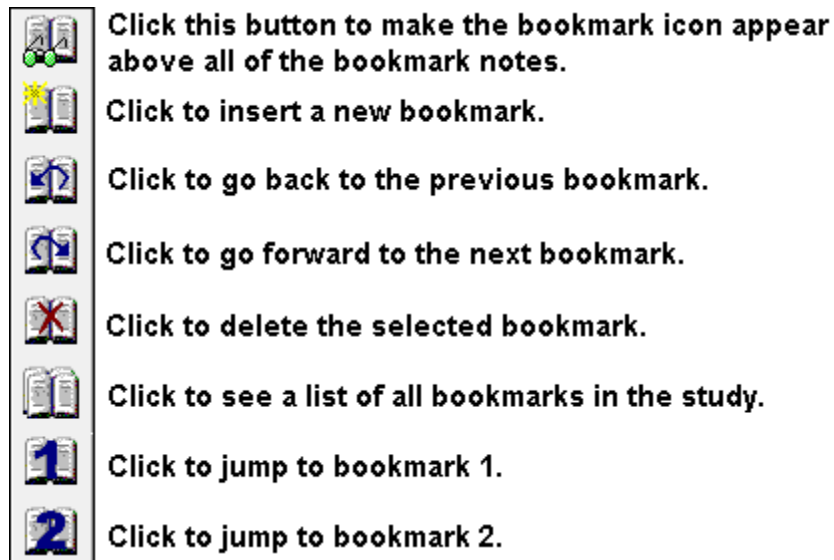 Click this button to make the bookmark icon appear
above all of the bookmark notes.
Click to insert a new bookmark.
Click to go back to the previous bookmark.
Click to go forward to the next bookmark.
Click to delete the selected bookmark.
Click to see a list of all bookmarks in the study.
1 Click to jump to bookmark 1.
2 Click to jump to bookmark 2.